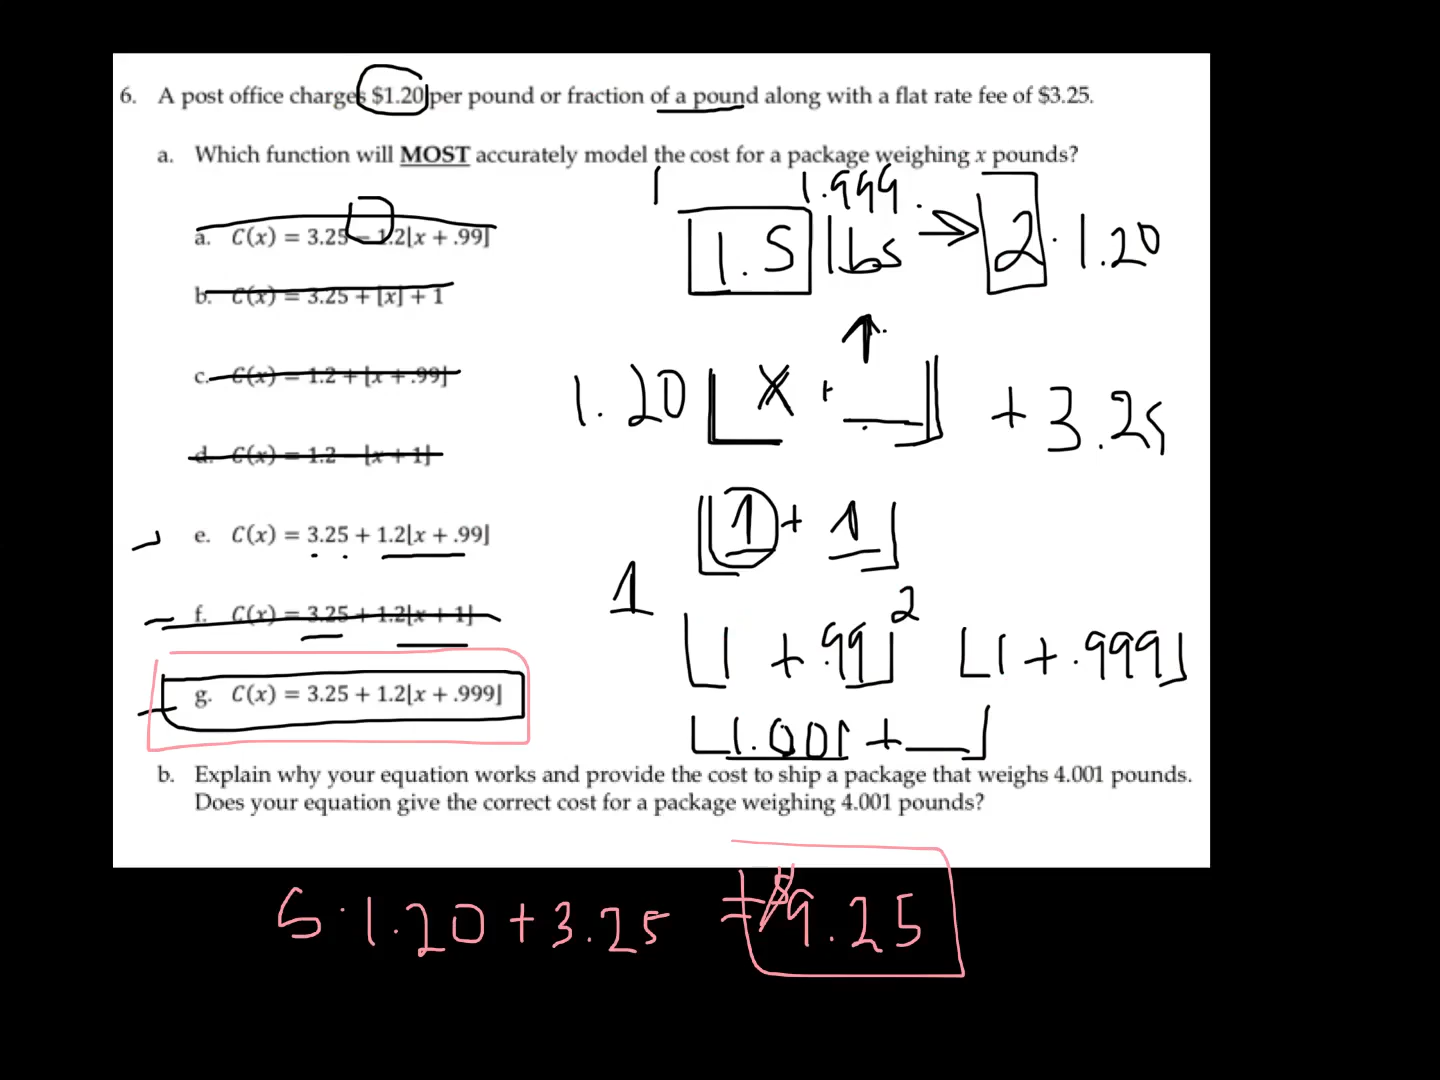 6. A post office charges $1.20 per pound or fraction of a pound along with a flat rate fee of $3.25.
a. Which function will MOST accurately model the cost for a package weighing x pounds?
1 1.999.
a. C(x) = 3.25 − 1.2⌊x + .99⌋
1.5 lbs → 2 · 1.20
b. C(x) = 3.25 + ⌊x⌋ + 1
↑
c. C(x) = 1.2 + ⌊x + .99⌋
1.20 ⌊x + __⌋ + 3.25
d. C(x) = 1.2 − ⌊x + 1⌋
⌊1 + 1⌋
e. C(x) = 3.25 + 1.2⌊x + .99⌋
1 2
f. C(x) = 3.25 + 1.2⌊x + 1⌋
⌊1 + .99⌋ ⌊1 + .999⌋
g. C(x) = 3.25 + 1.2⌊x + .999⌋
⌊1.001 + __⌋
b. Explain why your equation works and provide the cost to ship a package that weighs 4.001 pounds.
Does your equation give the correct cost for a package weighing 4.001 pounds?
5 · 1.20 + 3.25 = $9.25